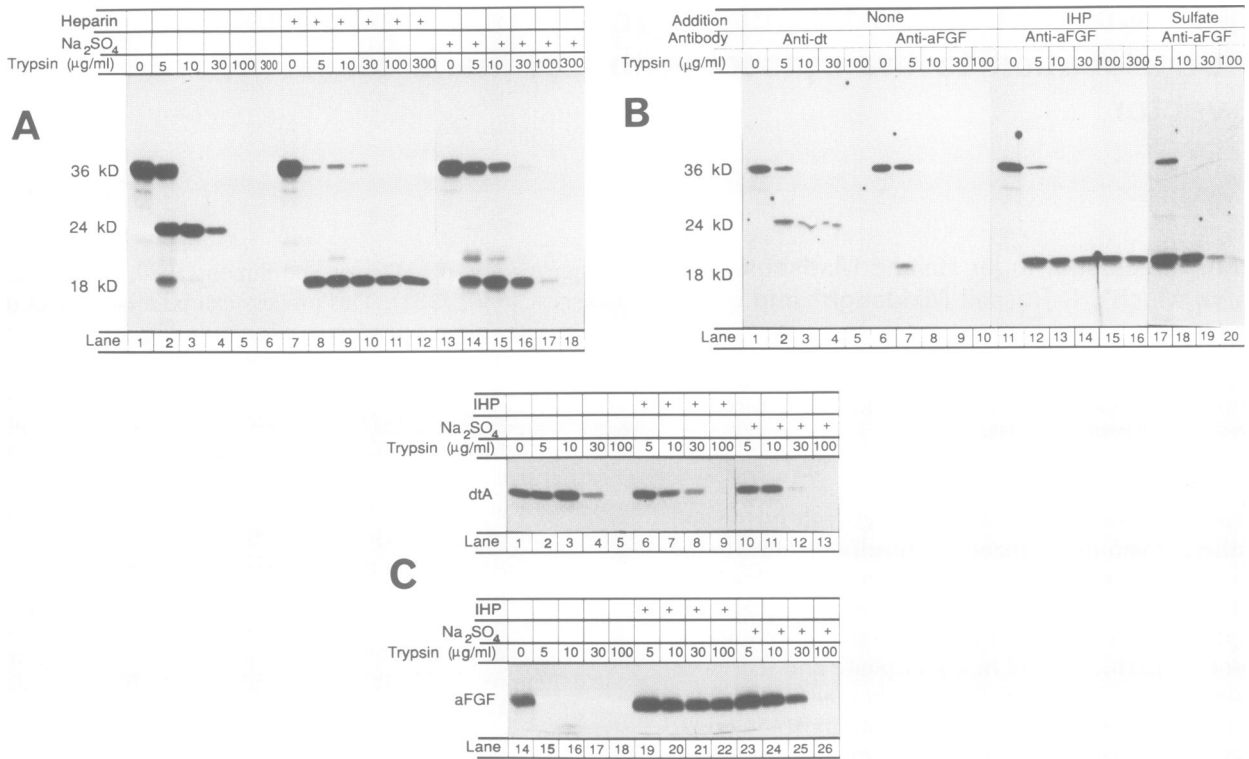 Heparin + + + + + +
Na2SO4 + + + + + +
Trypsin (μg/ml) 0 5 10 30 100 300 0 5 10 30 100 300 0 5 10 30 100 300
A
36 kD
24 kD
18 kD
Lane 1 2 3 4 5 6 7 8 9 10 11 12 13 14 15 16 17 18
Addition None IHP Sulfate
Antibody Anti-dt Anti-aFGF Anti-aFGF Anti-aFGF
Trypsin (μg/ml) 0 5 10 30 100 0 5 10 30 100 0 5 10 30 100 300 5 10 30 100
B
36 kD
24 kD
18 kD
Lane 1 2 3 4 5 6 7 8 9 10 11 12 13 14 15 16 17 18 19 20
IHP + + + +
Na2SO4 + + + +
Trypsin (μg/ml) 0 5 10 30 100 5 10 30 100 5 10 30 100
dtA
Lane 1 2 3 4 5 6 7 8 9 10 11 12 13
C
IHP + + + +
Na2SO4 + + + +
Trypsin (μg/ml) 0 5 10 30 100 5 10 30 100 5 10 30 100
aFGF
Lane 14 15 16 17 18 19 20 21 22 23 24 25 26